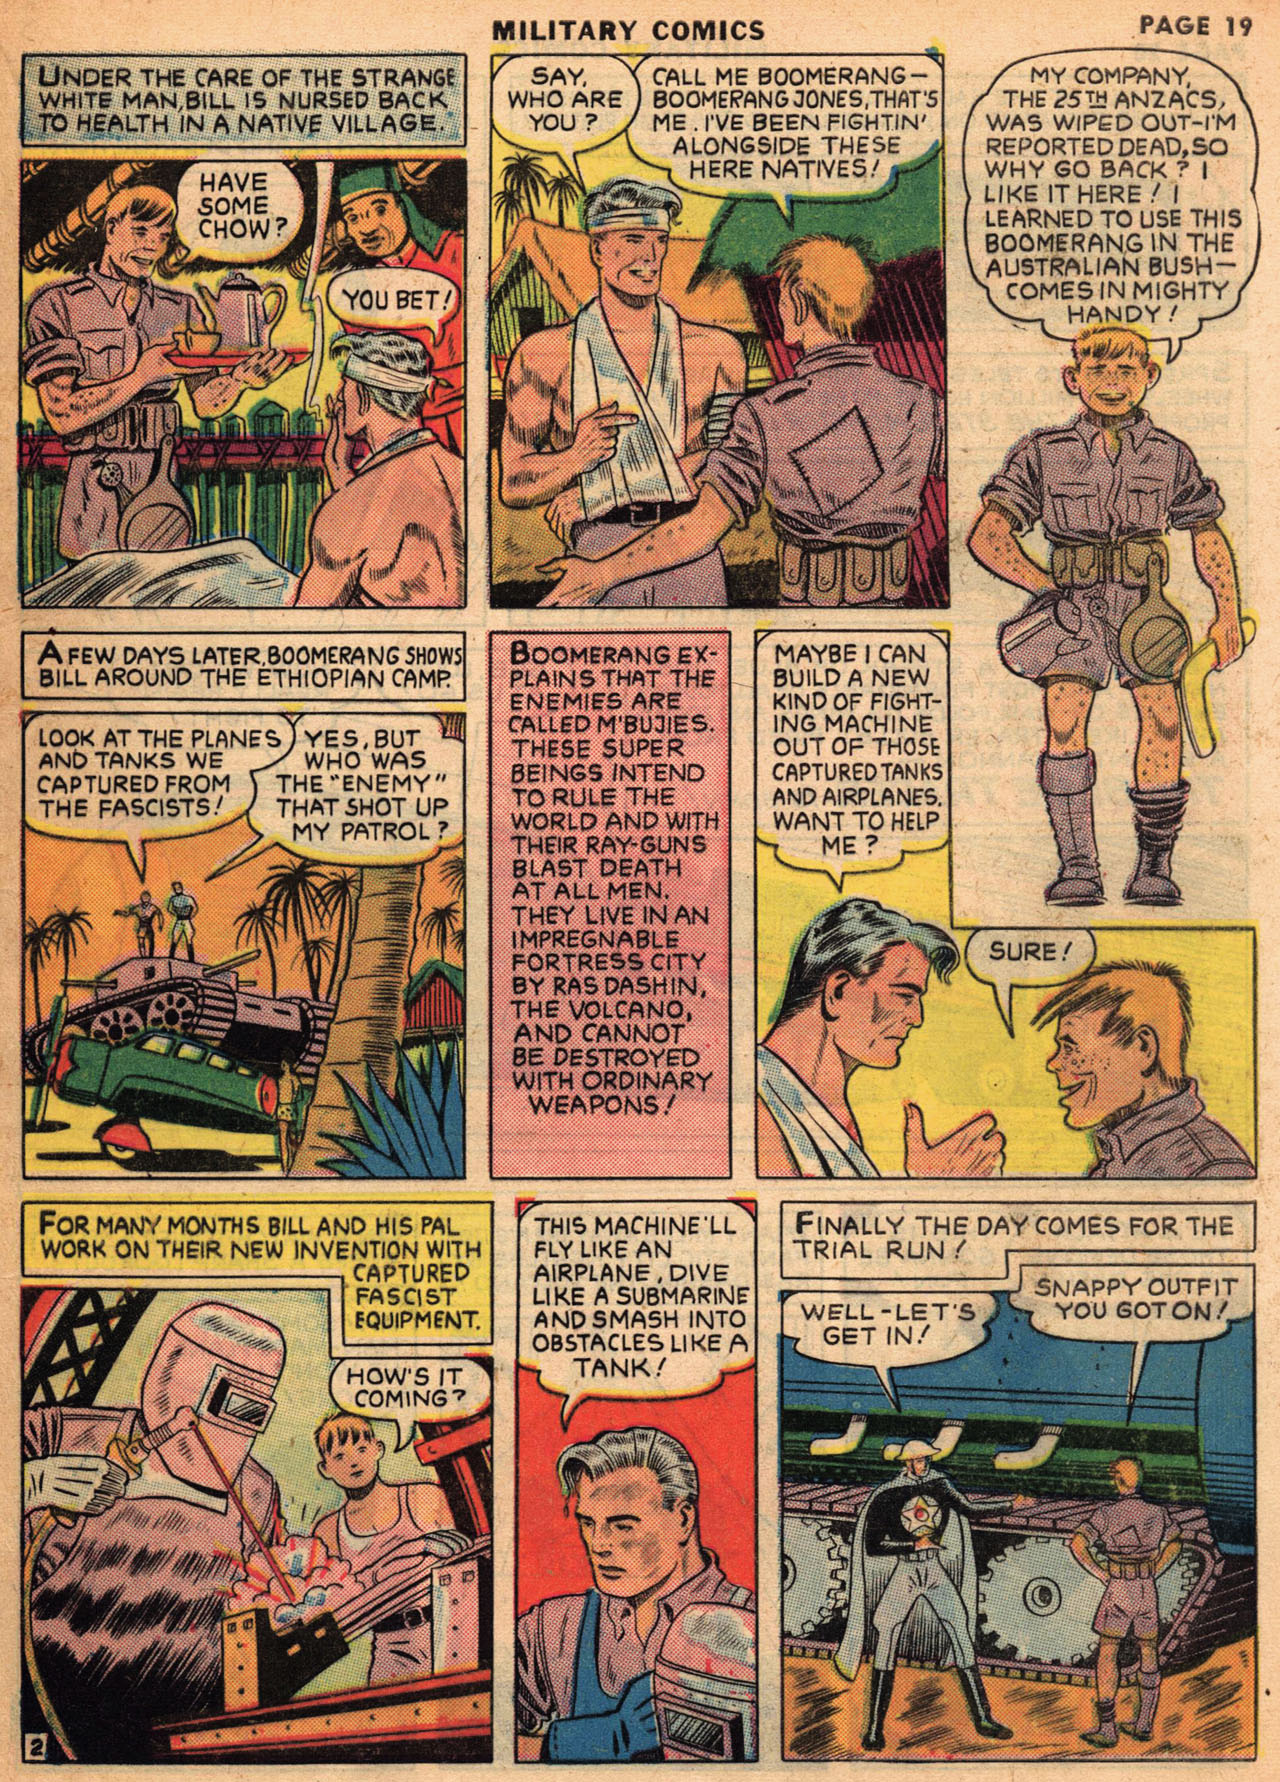 MILITARY COMICS
PAGE 19
UNDER THE CARE OF THE STRANGE
WHITE MAN, BILL IS NURSED BACK
TO HEALTH IN A NATIVE VILLAGE.
HAVE
SOME
CHOW?
YOU BET!
SAY,
WHO ARE
YOU?
CALL ME BOOMERANG—
BOOMERANG JONES, THAT'S
ME. I'VE BEEN FIGHTIN'
ALONGSIDE THESE
HERE NATIVES!
MY COMPANY,
THE 25TH ANZACS,
WAS WIPED OUT—I'M
REPORTED DEAD, SO
WHY GO BACK? I
LIKE IT HERE! I
LEARNED TO USE THIS
BOOMERANG IN THE
AUSTRALIAN BUSH—
COMES IN MIGHTY
HANDY!
A FEW DAYS LATER, BOOMERANG SHOWS
BILL AROUND THE ETHIOPIAN CAMP.
LOOK AT THE PLANES
AND TANKS WE
CAPTURED FROM
THE FASCISTS!
YES, BUT
WHO WAS
THE "ENEMY"
THAT SHOT UP
MY PATROL?
BOOMERANG EX-
PLAINS THAT THE
ENEMIES ARE
CALLED M'BUJIES.
THESE SUPER
BEINGS INTEND
TO RULE THE
WORLD AND WITH
THEIR RAY-GUNS
BLAST DEATH
AT ALL MEN.
THEY LIVE IN AN
IMPREGNABLE
FORTRESS CITY
BY RAS DASHIN,
THE VOLCANO,
AND CANNOT
BE DESTROYED
WITH ORDINARY
WEAPONS!
MAYBE I CAN
BUILD A NEW
KIND OF FIGHT-
ING MACHINE
OUT OF THOSE
CAPTURED TANKS
AND AIRPLANES.
WANT TO HELP
ME?
SURE!
FOR MANY MONTHS BILL AND HIS PAL
WORK ON THEIR NEW INVENTION WITH
CAPTURED
FASCIST
EQUIPMENT.
HOW'S IT
COMING?
2
THIS MACHINE'LL
FLY LIKE AN
AIRPLANE, DIVE
LIKE A SUBMARINE
AND SMASH INTO
OBSTACLES LIKE A
TANK!
FINALLY THE DAY COMES FOR THE
TRIAL RUN!
WELL-LET'S
GET IN!
SNAPPY OUTFIT
YOU GOT ON!